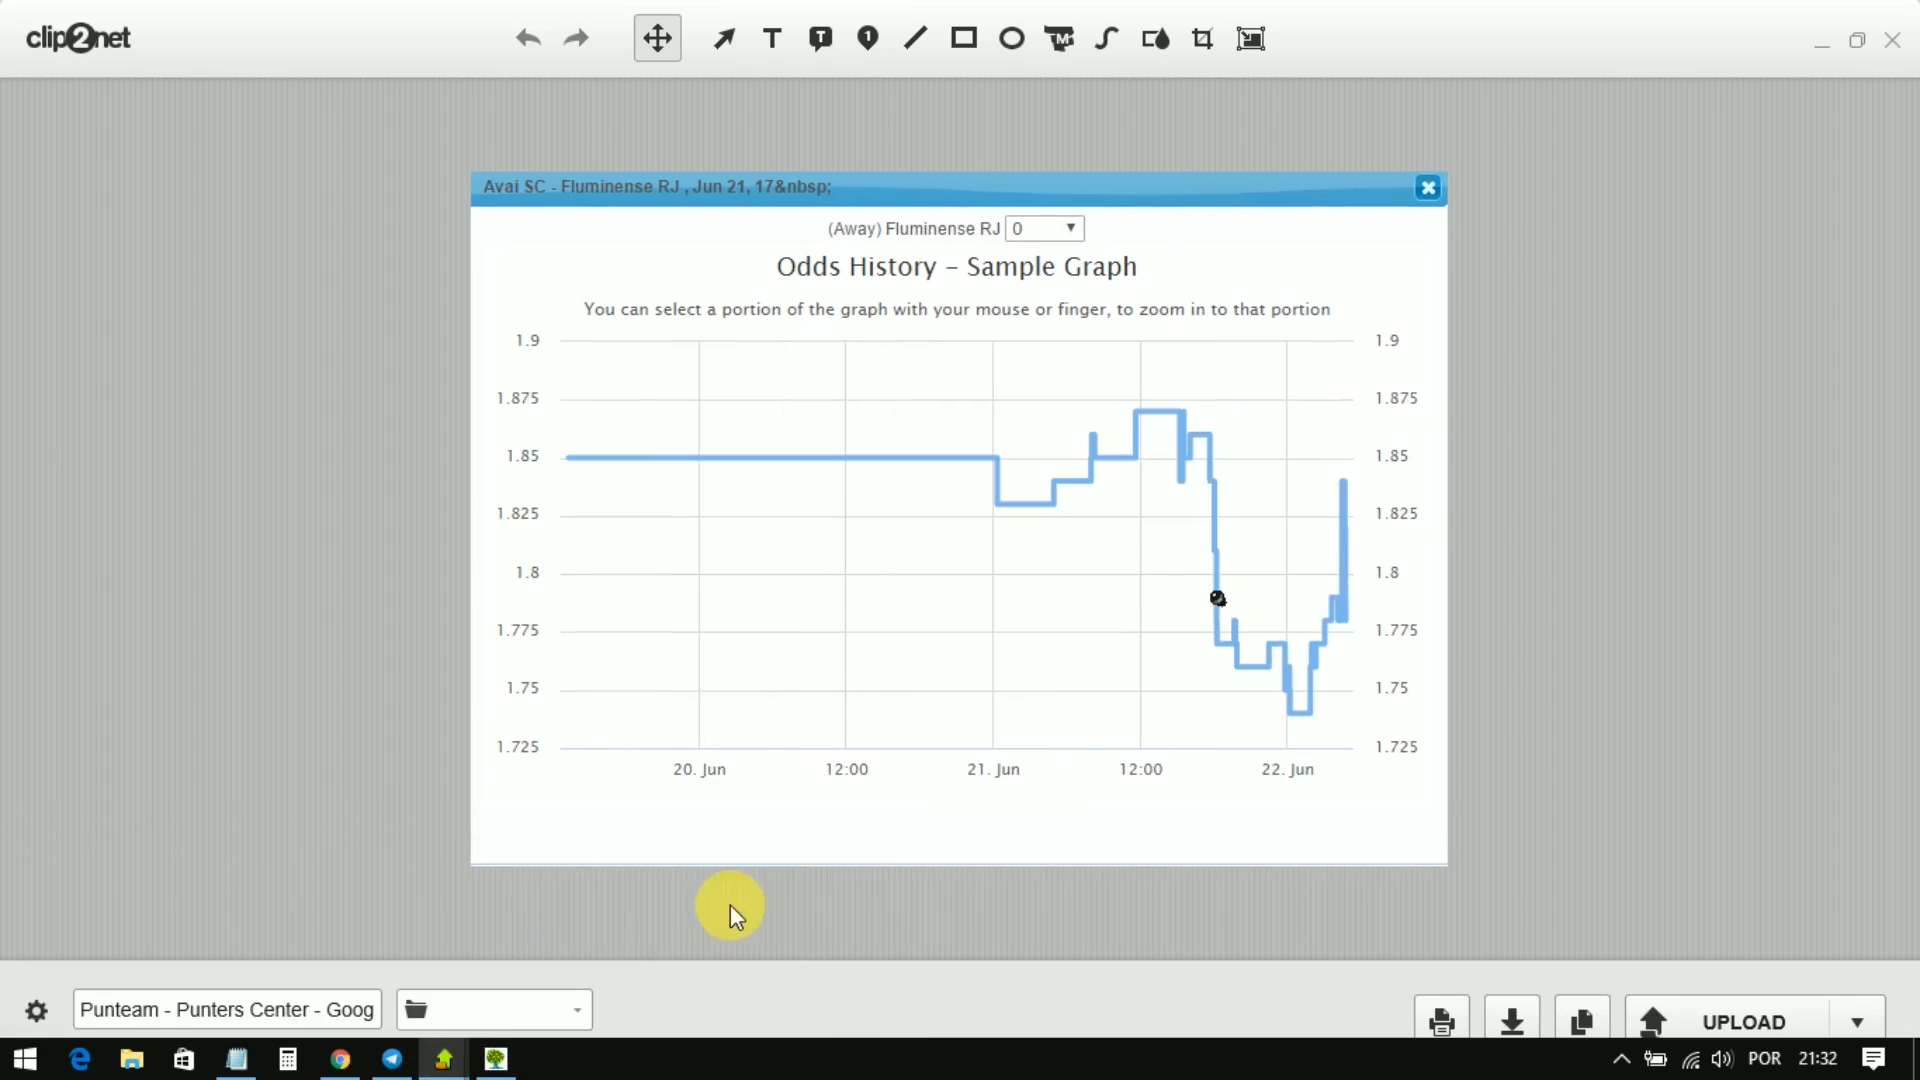 clip2net
T
T
1
M
Avai SC - Fluminense RJ , Jun 21, 17&nbsp;
(Away) Fluminense RJ 0
Odds History – Sample Graph
You can select a portion of the graph with your mouse or finger, to zoom in to that portion
1.9 1.9
1.875 1.875
1.85 1.85
1.825 1.825
1.8 1.8
1.775 1.775
1.75 1.75
1.725 1.725
20. Jun 12:00 21. Jun 12:00 22. Jun
Punteam - Punters Center - Goog
UPLOAD
POR 21:32